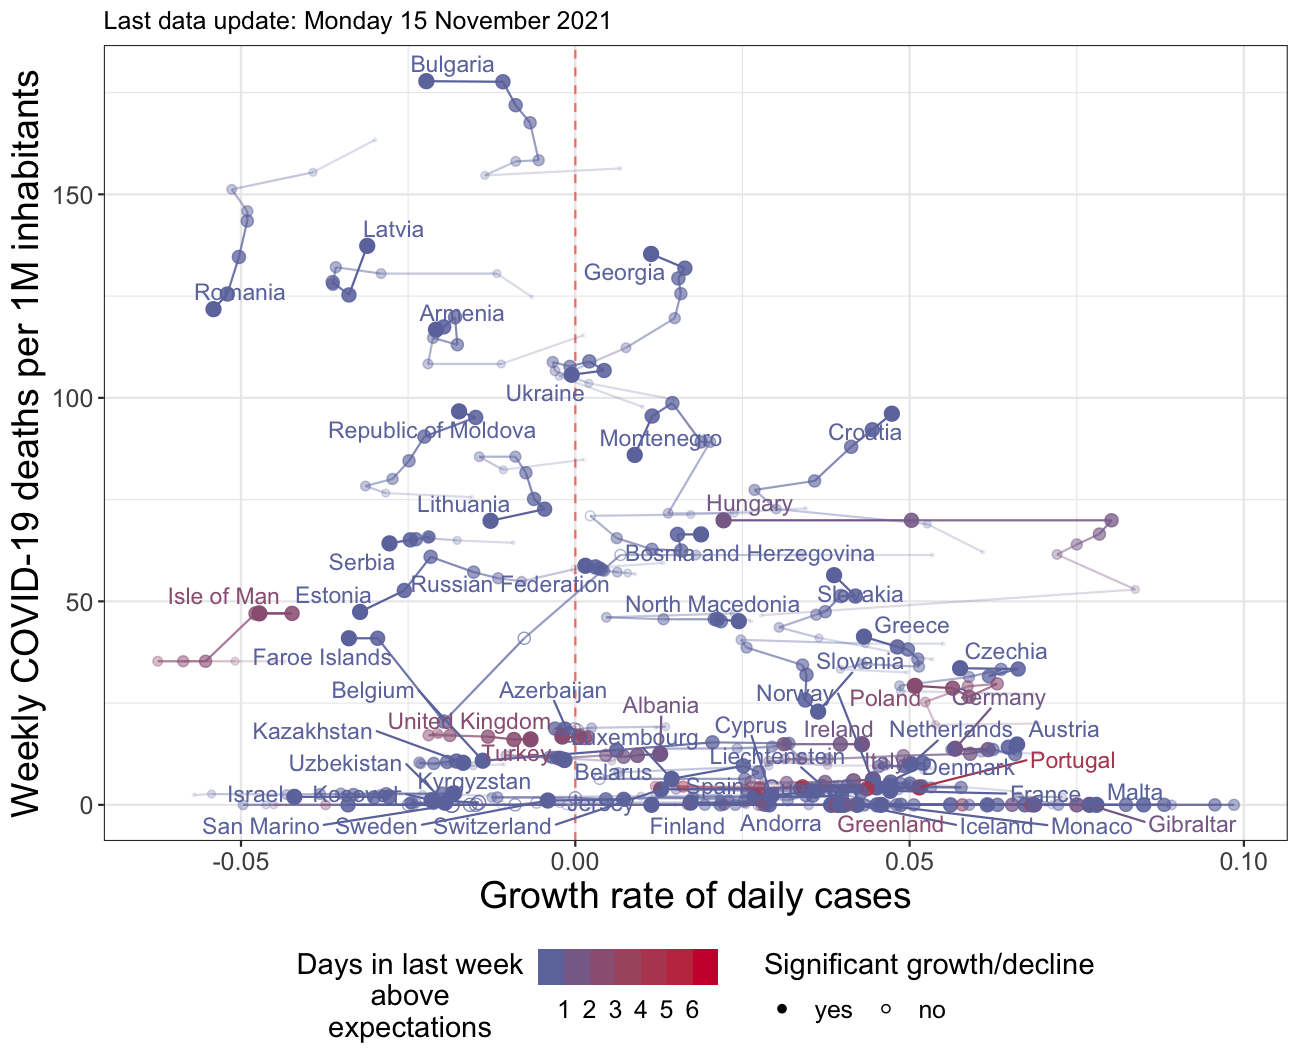 Last data update: Monday 15 November 2021
Weekly COVID-19 deaths per 1M inhabitants
150
100
50
0
Bulgaria
Latvia
Georgia
Romania
Armenia
Ukraine
Republic of Moldova
Montenegro
Croatia
Lithuania
Hungary
Serbia
Bosnia and Herzegovina
Isle of Man
Estonia
Russian Federation
North Macedonia
Slovakia
Greece
Faroe Islands
Slovenia
Czechia
Belgium
Azerbaijan
Albania
Norway
Poland
Germany
Kazakhstan
United Kingdom
Luxembourg
Cyprus
Ireland
Netherlands
Austria
Uzbekistan
Turkey
Belarus
Liechtenstein
Italy
Denmark
Portugal
Israel
Kosovo
Kyrgyzstan
Jersey
Spain
France
Malta
San Marino
Sweden
Switzerland
Finland
Andorra
Greenland
Iceland
Monaco
Gibraltar
-0.05
0.00
0.05
0.10
Growth rate of daily cases
Days in last week
above
expectations
1 2 3 4 5 6
Significant growth/decline
yes
no